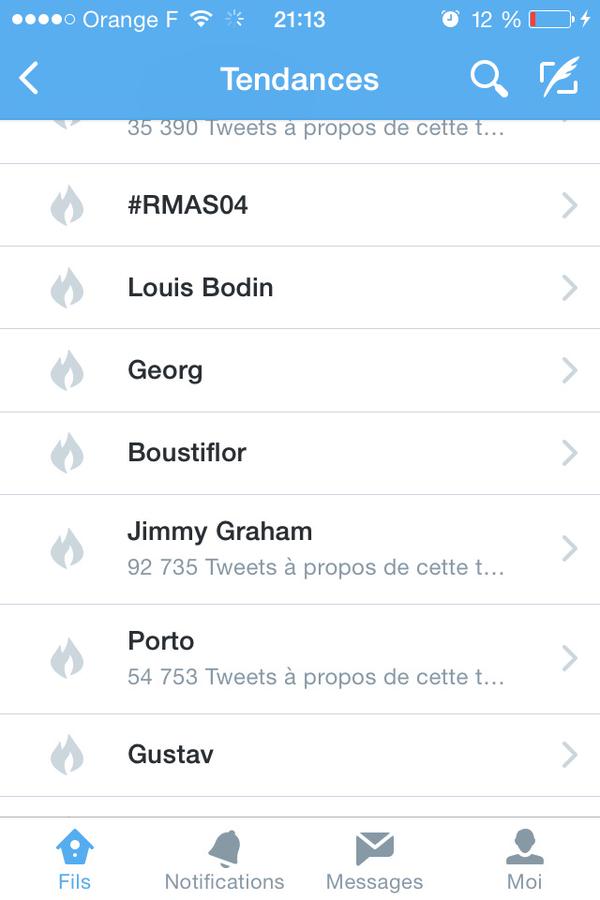 Orange F 21:13 12 %
Tendances
35 390 Tweets à propos de cette t…
#RMAS04
Louis Bodin
Georg
Boustiflor
Jimmy Graham
92 735 Tweets à propos de cette t…
Porto
54 753 Tweets à propos de cette t…
Gustav
Fils Notifications Messages Moi